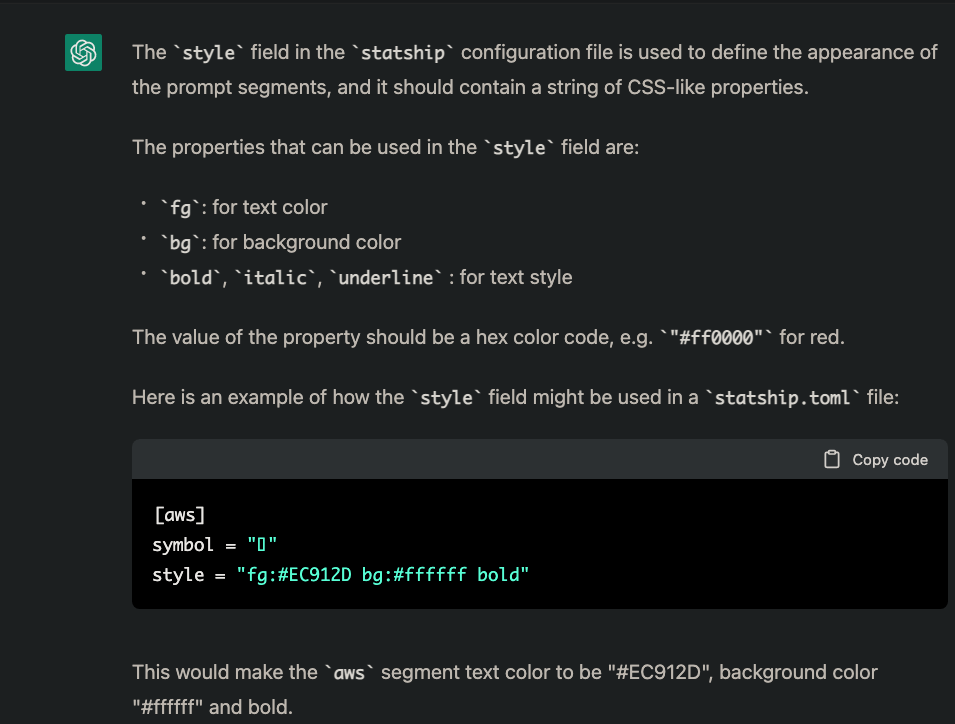 The `style` field in the `statship` configuration file is used to define the appearance of
the prompt segments, and it should contain a string of CSS-like properties.
The properties that can be used in the `style` field are:
• `fg`: for text color
• `bg`: for background color
• `bold`, `italic`, `underline` : for text style
The value of the property should be a hex color code, e.g. `"#ff0000"` for red.
Here is an example of how the `style` field might be used in a `statship.toml` file:
Copy code
[aws]
symbol = "▯"
style = "fg:#EC912D bg:#ffffff bold"
This would make the `aws` segment text color to be "#EC912D", background color
"#ffffff" and bold.